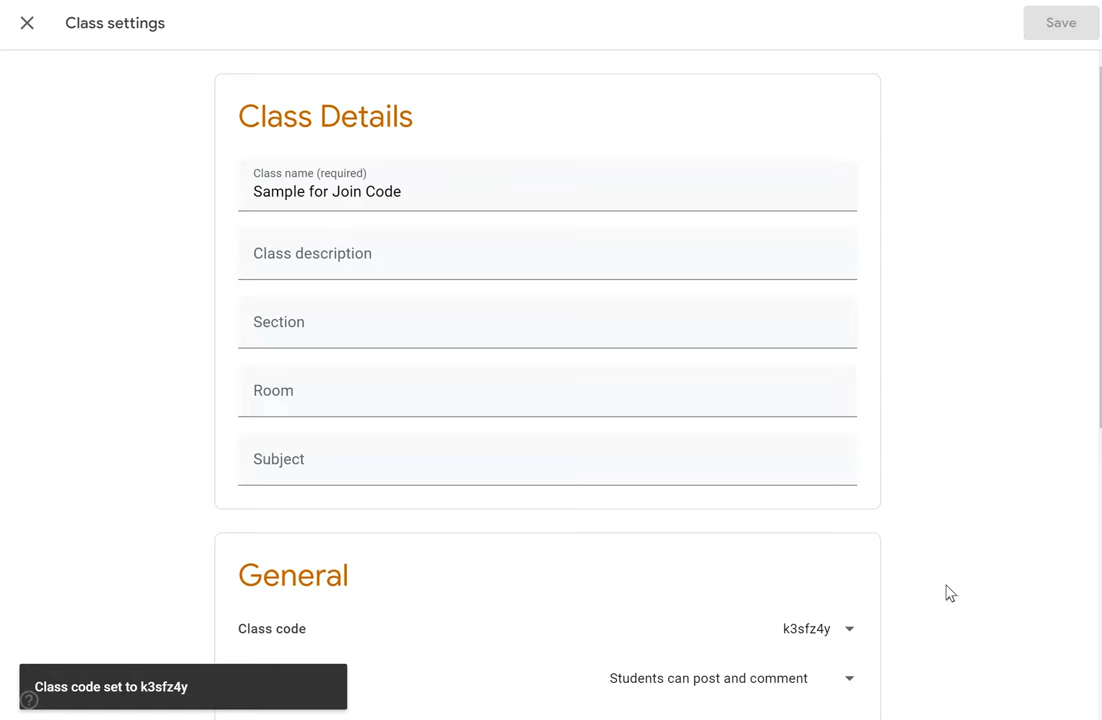 Class settings
Save
Class Details
Class name (required)
Sample for Join Code
Class description
Section
Room
Subject
General
Class code
k3sfz4y
Students can post and comment
Class code set to k3sfz4y
?